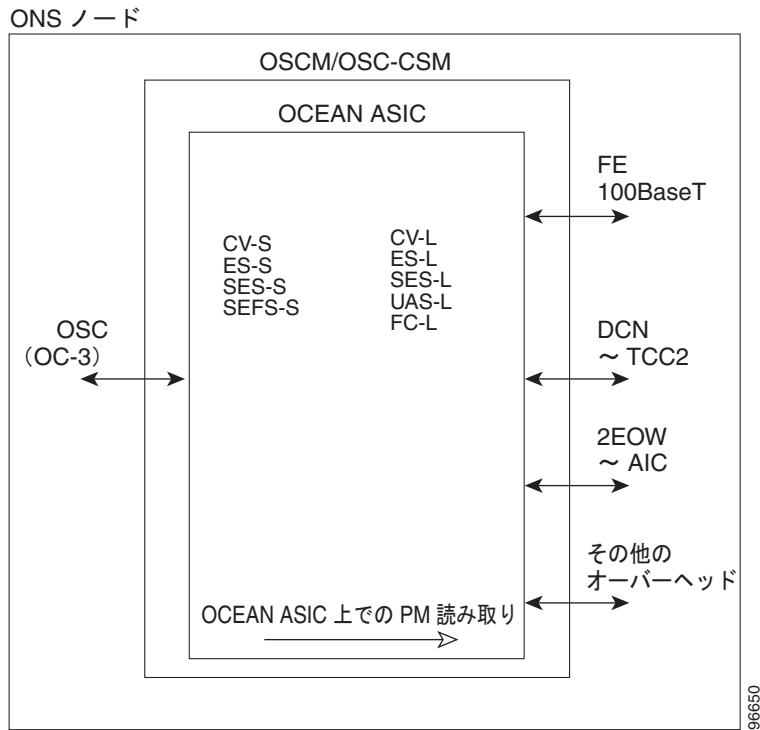 ONS ノード
OSCM/OSC-CSM
OCEAN ASIC
FE
100BaseT
CV-S
ES-S
SES-S
SEFS-S
CV-L
ES-L
SES-L
UAS-L
FC-L
OSC
（OC-3）
DCN
～ TCC2
2EOW
～ AIC
その他の
オーバーヘッド
OCEAN ASIC 上での PM 読み取り
96650